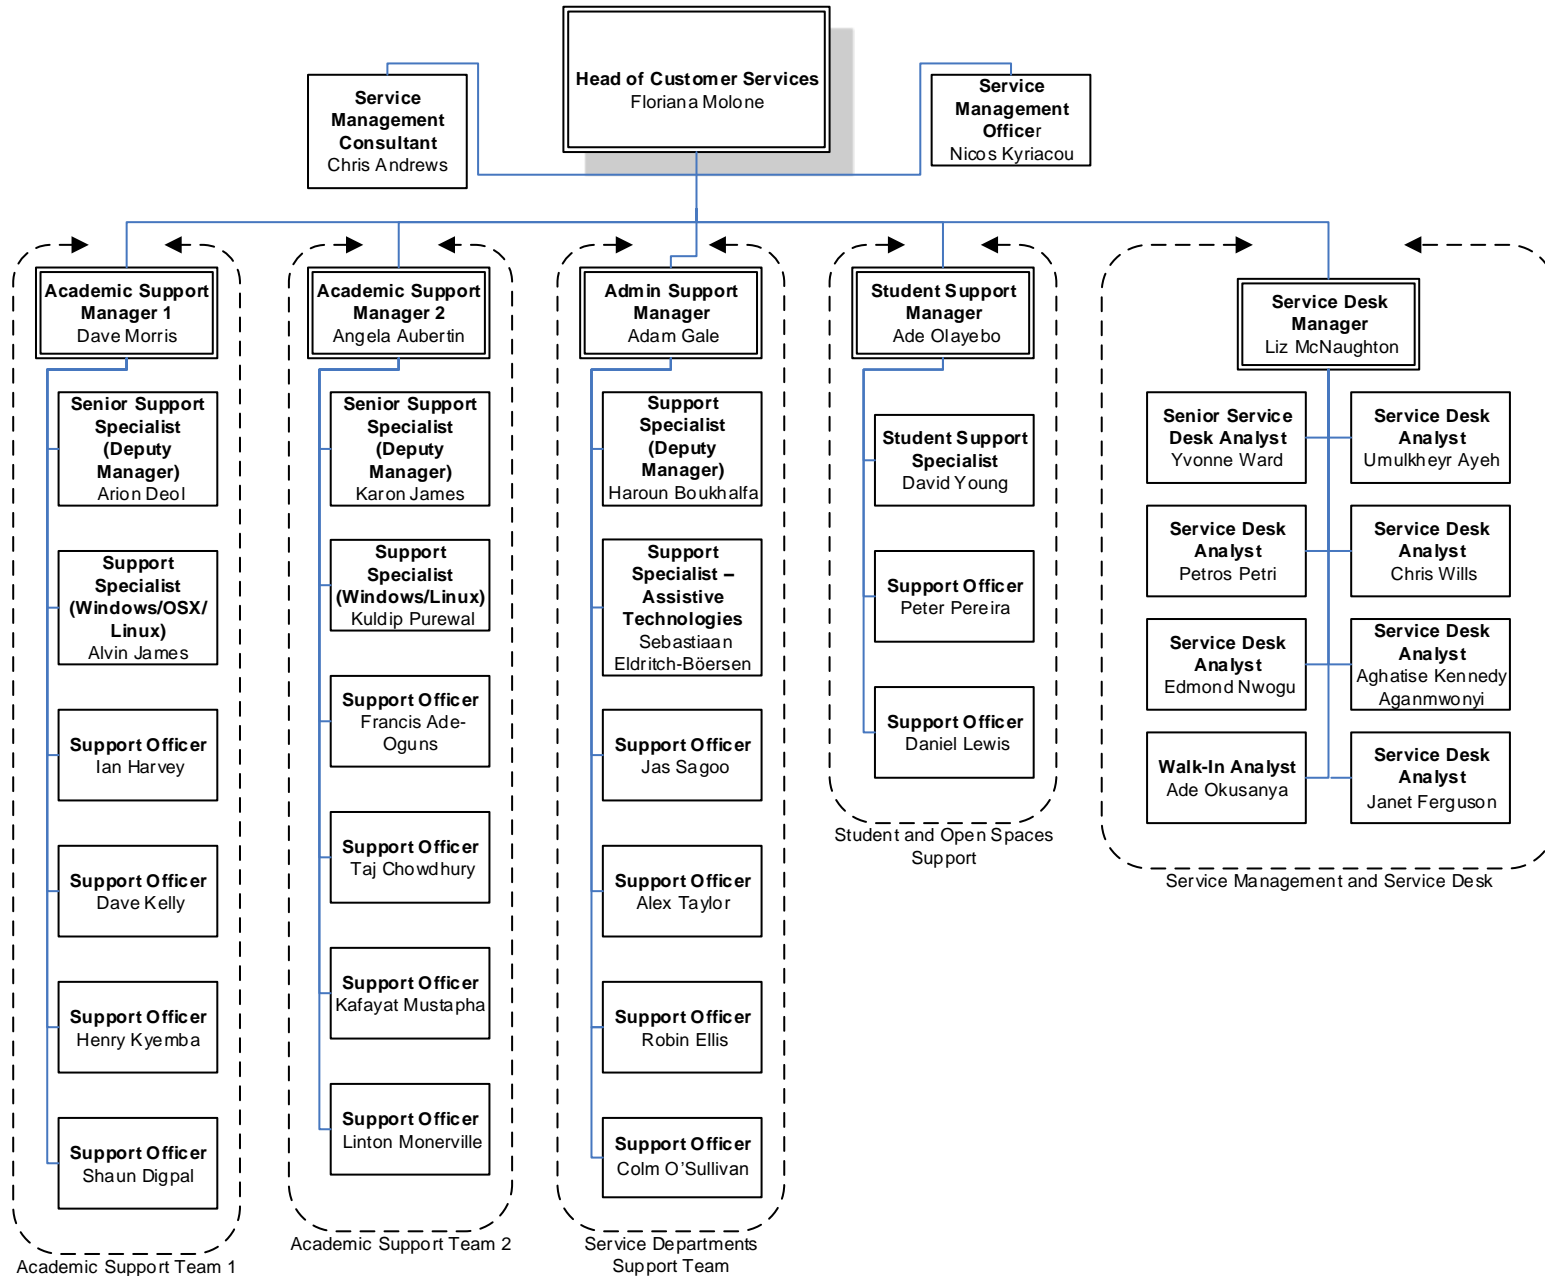 Head of Customer Services
Floriana Molone
Service
Management
Consultant
Chris Andrews
Service
Management
Officer
Nicos Kyriacou
Academic Support
Manager 1
Dave Morris
Senior Support
Specialist
(Deputy
Manager)
Arion Deol
Support
Specialist
(Windows/OSX/
Linux)
Alvin James
Support Officer
Ian Harvey
Support Officer
Dave Kelly
Support Officer
Henry Kyemba
Support Officer
Shaun Digpal
Academic Support Team 1
Academic Support
Manager 2
Angela Aubertin
Senior Support
Specialist
(Deputy
Manager)
Karon James
Support
Specialist
(Windows/Linux)
Kuldip Purewal
Support Officer
Francis Ade-
Oguns
Support Officer
Taj Chowdhury
Support Officer
Kafayat Mustapha
Support Officer
Linton Monerville
Academic Support Team 2
Admin Support
Manager
Adam Gale
Support
Specialist
(Deputy
Manager)
Haroun Boukhalfa
Support
Specialist –
Assistive
Technologies
Sebastiaan
Eldritch-Böersen
Support Officer
Jas Sagoo
Support Officer
Alex Taylor
Support Officer
Robin Ellis
Support Officer
Colm O’Sullivan
Service Departments
Support Team
Student Support
Manager
Ade Olayebo
Student Support
Specialist
David Young
Support Officer
Peter Pereira
Support Officer
Daniel Lewis
Student and Open Spaces
Support
Service Desk
Manager
Liz McNaughton
Senior Service
Desk Analyst
Yvonne Ward
Service Desk
Analyst
Umulkheyr Ayeh
Service Desk
Analyst
Petros Petri
Service Desk
Analyst
Chris Wills
Service Desk
Analyst
Edmond Nwogu
Service Desk
Analyst
Aghatise Kennedy
Aganmwonyi
Walk-In Analyst
Ade Okusanya
Service Desk
Analyst
Janet Ferguson
Service Management and Service Desk